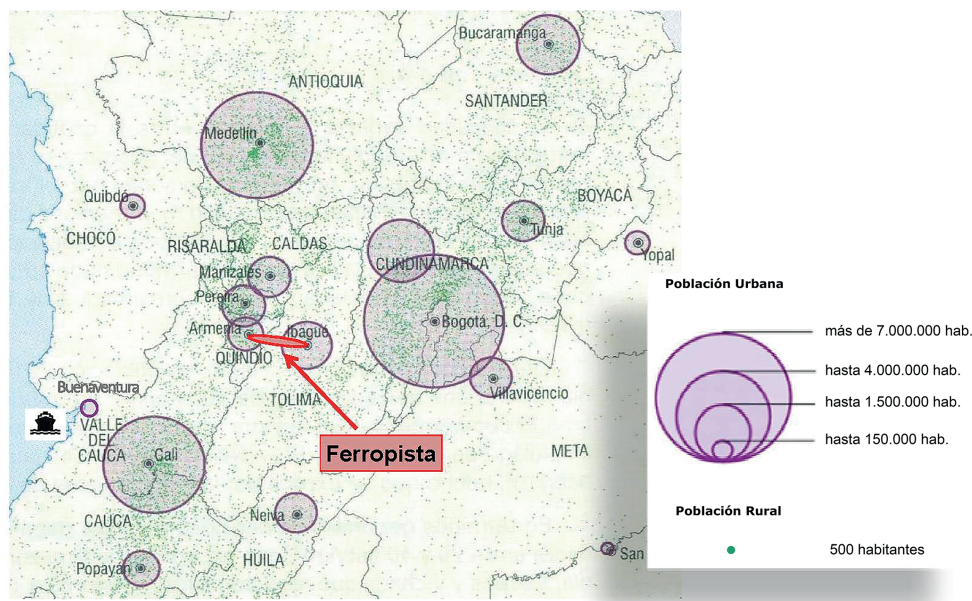 Bucaramanga
ANTIOQUIA
SANTANDER
Medellín
Quibdó
BOYACÁ
CHOCÓ
Tunja
RISARALDA
CALDAS
Yopal
CUNDINAMARCA
Manizales
Pereira
Armenia
Ibagué
Bogotá, D. C.
QUINDÍO
Buenaventura
Villavicencio
TOLIMA
VALLE
DEL
CAUCA
Cali
Ferropista
META
Neiva
CAUCA
HUILA
San
Popayán
Población Urbana
más de 7.000.000 hab.
hasta 4.000.000 hab.
hasta 1.500.000 hab.
hasta 150.000 hab.
Población Rural
500 habitantes